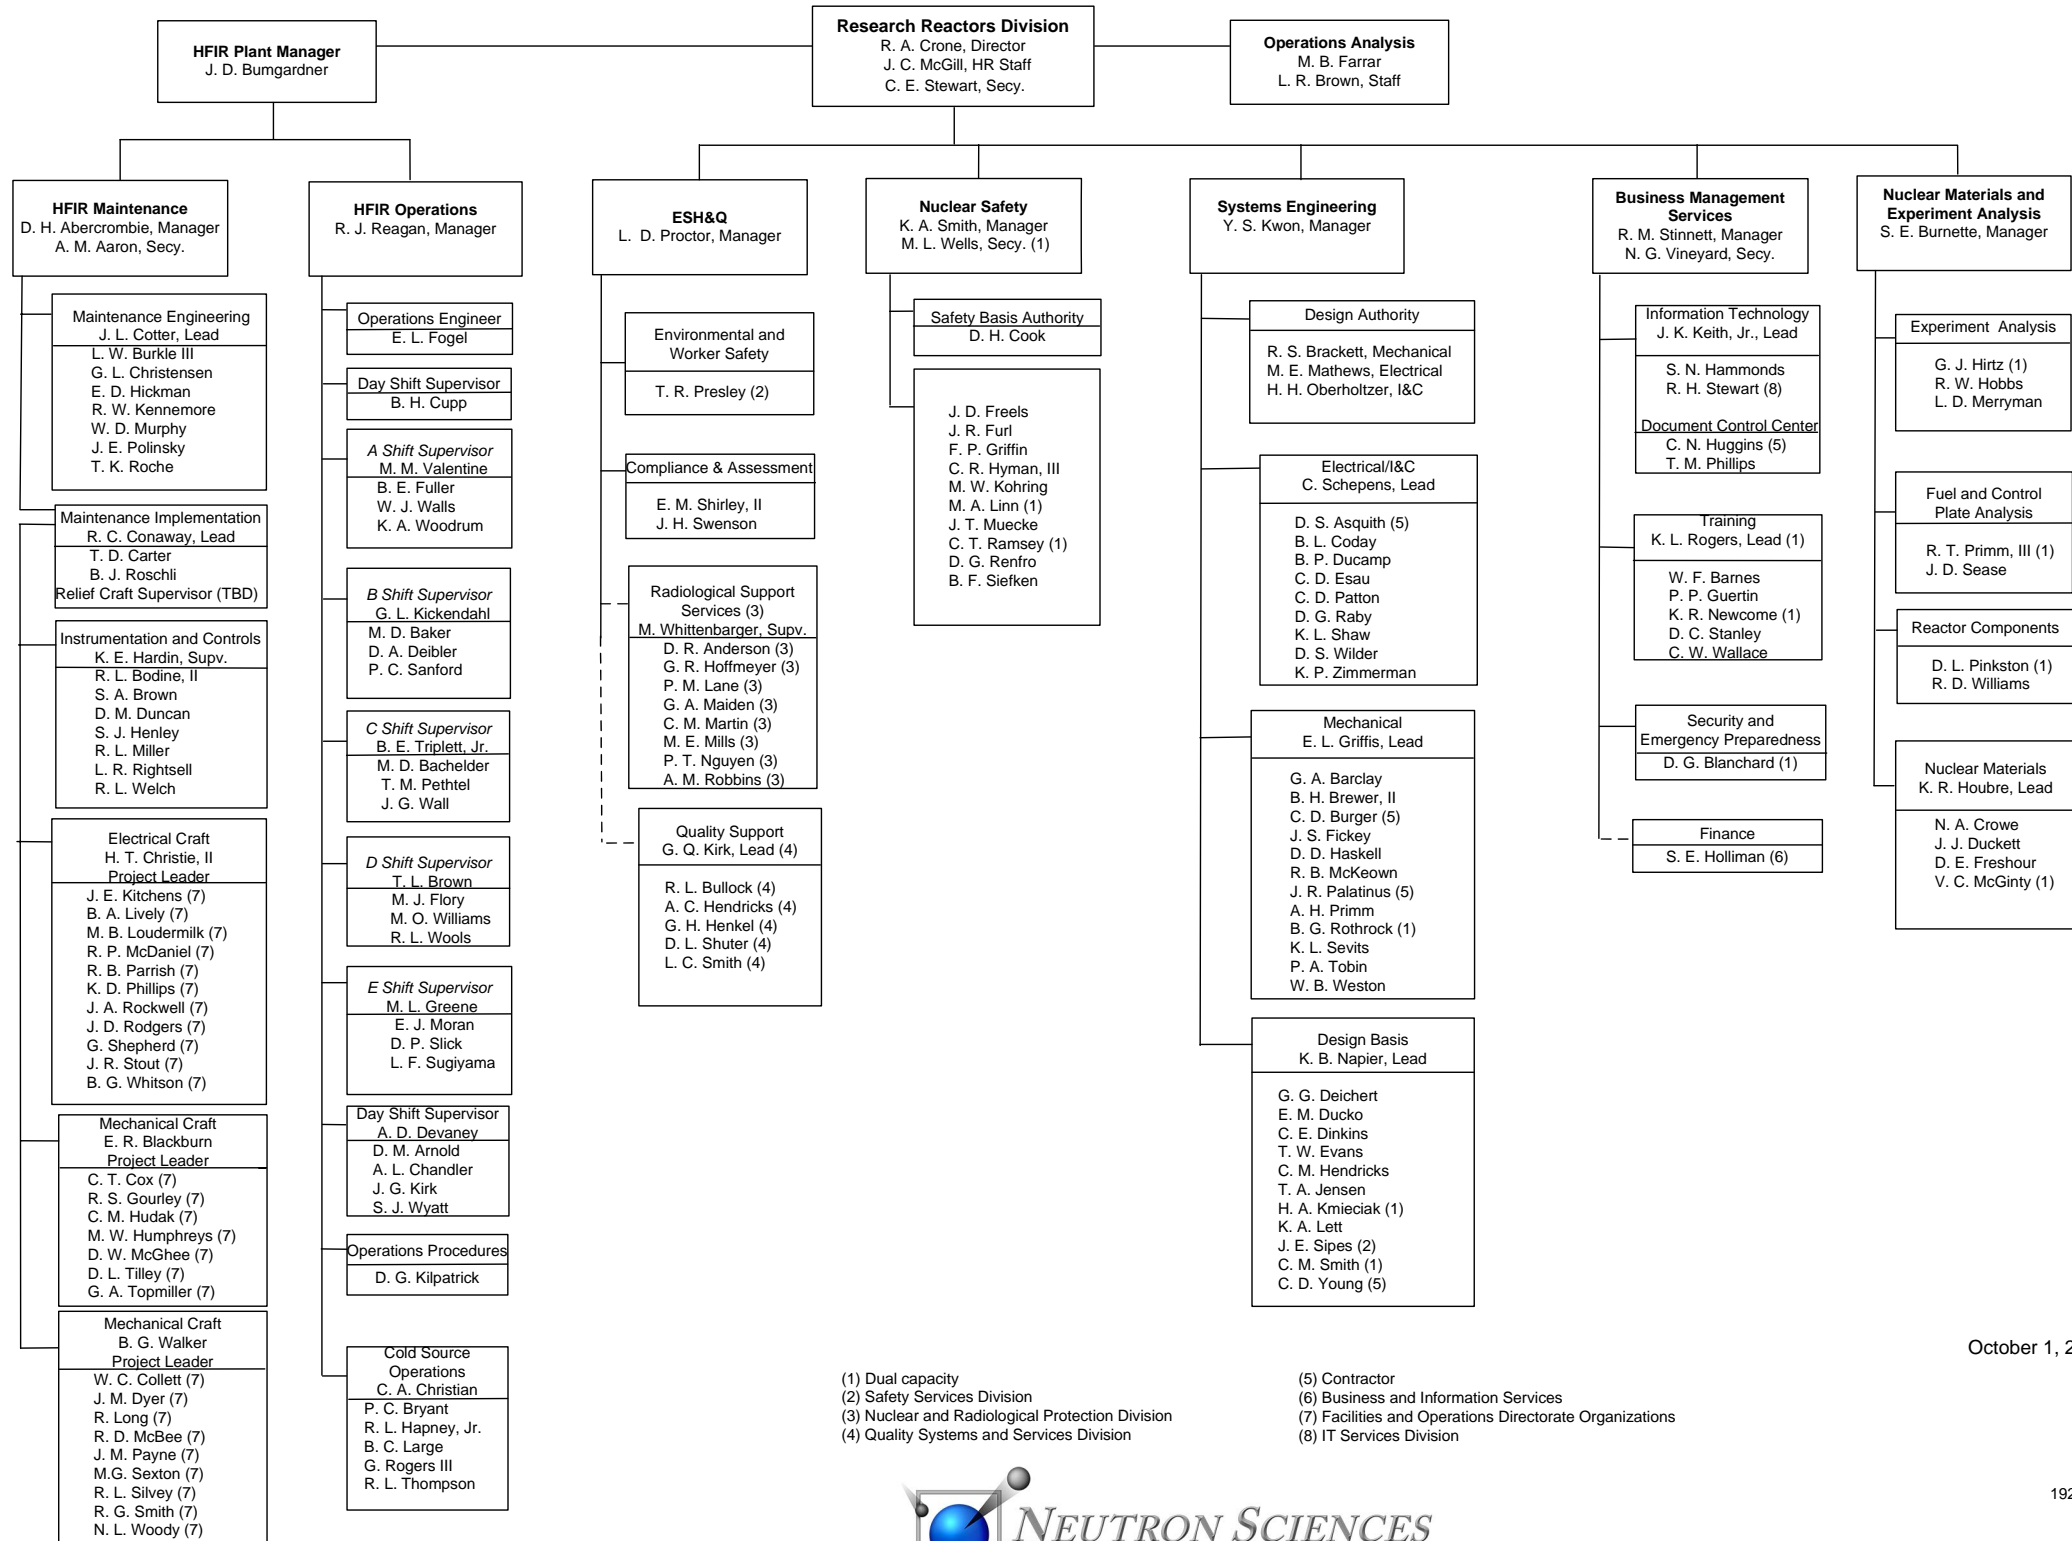 Research Reactors Division
R. A. Crone, Director
J. C. McGill, HR Staff
C. E. Stewart, Secy.
HFIR Plant Manager
J. D. Bumgardner
Operations Analysis
M. B. Farrar
L. R. Brown, Staff
HFIR Maintenance
D. H. Abercrombie, Manager
A. M. Aaron, Secy.
Maintenance Engineering
J. L. Cotter, Lead
L. W. Burkle III
G. L. Christensen
E. D. Hickman
R. W. Kennemore
W. D. Murphy
J. E. Polinsky
T. K. Roche
Maintenance Implementation
R. C. Conaway, Lead
T. D. Carter
B. J. Roschli
Relief Craft Supervisor (TBD)
Instrumentation and Controls
K. E. Hardin, Supv.
R. L. Bodine, II
S. A. Brown
D. M. Duncan
S. J. Henley
R. L. Miller
L. R. Rightsell
R. L. Welch
Electrical Craft
H. T. Christie, II
Project Leader
J. E. Kitchens (7)
B. A. Lively (7)
M. B. Loudermilk (7)
R. P. McDaniel (7)
R. B. Parrish (7)
K. D. Phillips (7)
J. A. Rockwell (7)
J. D. Rodgers (7)
G. Shepherd (7)
J. R. Stout (7)
B. G. Whitson (7)
Mechanical Craft
E. R. Blackburn
Project Leader
C. T. Cox (7)
R. S. Gourley (7)
C. M. Hudak (7)
M. W. Humphreys (7)
D. W. McGhee (7)
D. L. Tilley (7)
G. A. Topmiller (7)
Mechanical Craft
B. G. Walker
Project Leader
W. C. Collett (7)
J. M. Dyer (7)
R. Long (7)
R. D. McBee (7)
J. M. Payne (7)
M.G. Sexton (7)
R. L. Silvey (7)
R. G. Smith (7)
N. L. Woody (7)
HFIR Operations
R. J. Reagan, Manager
Operations Engineer
E. L. Fogel
Day Shift Supervisor
B. H. Cupp
A Shift Supervisor
M. M. Valentine
B. E. Fuller
W. J. Walls
K. A. Woodrum
B Shift Supervisor
G. L. Kickendahl
M. D. Baker
D. A. Deibler
P. C. Sanford
C Shift Supervisor
B. E. Triplett, Jr.
M. D. Bachelder
T. M. Pethtel
J. G. Wall
D Shift Supervisor
T. L. Brown
M. J. Flory
M. O. Williams
R. L. Wools
E Shift Supervisor
M. L. Greene
E. J. Moran
D. P. Slick
L. F. Sugiyama
Day Shift Supervisor
A. D. Devaney
D. M. Arnold
A. L. Chandler
J. G. Kirk
S. J. Wyatt
Operations Procedures
D. G. Kilpatrick
Cold Source
Operations
C. A. Christian
P. C. Bryant
R. L. Hapney, Jr.
B. C. Large
G. Rogers III
R. L. Thompson
ESH&Q
L. D. Proctor, Manager
Environmental and
Worker Safety
T. R. Presley (2)
Compliance & Assessment
E. M. Shirley, II
J. H. Swenson
Radiological Support
Services (3)
M. Whittenbarger, Supv.
D. R. Anderson (3)
G. R. Hoffmeyer (3)
P. M. Lane (3)
G. A. Maiden (3)
C. M. Martin (3)
M. E. Mills (3)
P. T. Nguyen (3)
A. M. Robbins (3)
Quality Support
G. Q. Kirk, Lead (4)
R. L. Bullock (4)
A. C. Hendricks (4)
G. H. Henkel (4)
D. L. Shuter (4)
L. C. Smith (4)
Nuclear Safety
K. A. Smith, Manager
M. L. Wells, Secy. (1)
Safety Basis Authority
D. H. Cook
J. D. Freels
J. R. Furl
F. P. Griffin
C. R. Hyman, III
M. W. Kohring
M. A. Linn (1)
J. T. Muecke
C. T. Ramsey (1)
D. G. Renfro
B. F. Siefken
Systems Engineering
Y. S. Kwon, Manager
Design Authority
R. S. Brackett, Mechanical
M. E. Mathews, Electrical
H. H. Oberholtzer, I&C
Electrical/I&C
C. Schepens, Lead
D. S. Asquith (5)
B. L. Coday
B. P. Ducamp
C. D. Esau
C. D. Patton
D. G. Raby
K. L. Shaw
D. S. Wilder
K. P. Zimmerman
Mechanical
E. L. Griffis, Lead
G. A. Barclay
B. H. Brewer, II
C. D. Burger (5)
J. S. Fickey
D. D. Haskell
R. B. McKeown
J. R. Palatinus (5)
A. H. Primm
B. G. Rothrock (1)
K. L. Sevits
P. A. Tobin
W. B. Weston
Design Basis
K. B. Napier, Lead
G. G. Deichert
E. M. Ducko
C. E. Dinkins
T. W. Evans
C. M. Hendricks
T. A. Jensen
H. A. Kmieciak (1)
K. A. Lett
J. E. Sipes (2)
C. M. Smith (1)
C. D. Young (5)
Business Management
Services
R. M. Stinnett, Manager
N. G. Vineyard, Secy.
Information Technology
J. K. Keith, Jr., Lead
S. N. Hammonds
R. H. Stewart (8)
Document Control Center
C. N. Huggins (5)
T. M. Phillips
Training
K. L. Rogers, Lead (1)
W. F. Barnes
P. P. Guertin
K. R. Newcome (1)
D. C. Stanley
C. W. Wallace
Security and
Emergency Preparedness
D. G. Blanchard (1)
Finance
S. E. Holliman (6)
Nuclear Materials and
Experiment Analysis
S. E. Burnette, Manager
Experiment Analysis
G. J. Hirtz (1)
R. W. Hobbs
L. D. Merryman
Fuel and Control
Plate Analysis
R. T. Primm, III (1)
J. D. Sease
Reactor Components
D. L. Pinkston (1)
R. D. Williams
Nuclear Materials
K. R. Houbre, Lead
N. A. Crowe
J. J. Duckett
D. E. Freshour
V. C. McGinty (1)
October 1, 2
(1) Dual capacity
(2) Safety Services Division
(3) Nuclear and Radiological Protection Division
(4) Quality Systems and Services Division
(5) Contractor
(6) Business and Information Services
(7) Facilities and Operations Directorate Organizations
(8) IT Services Division
192
NEUTRON SCIENCES